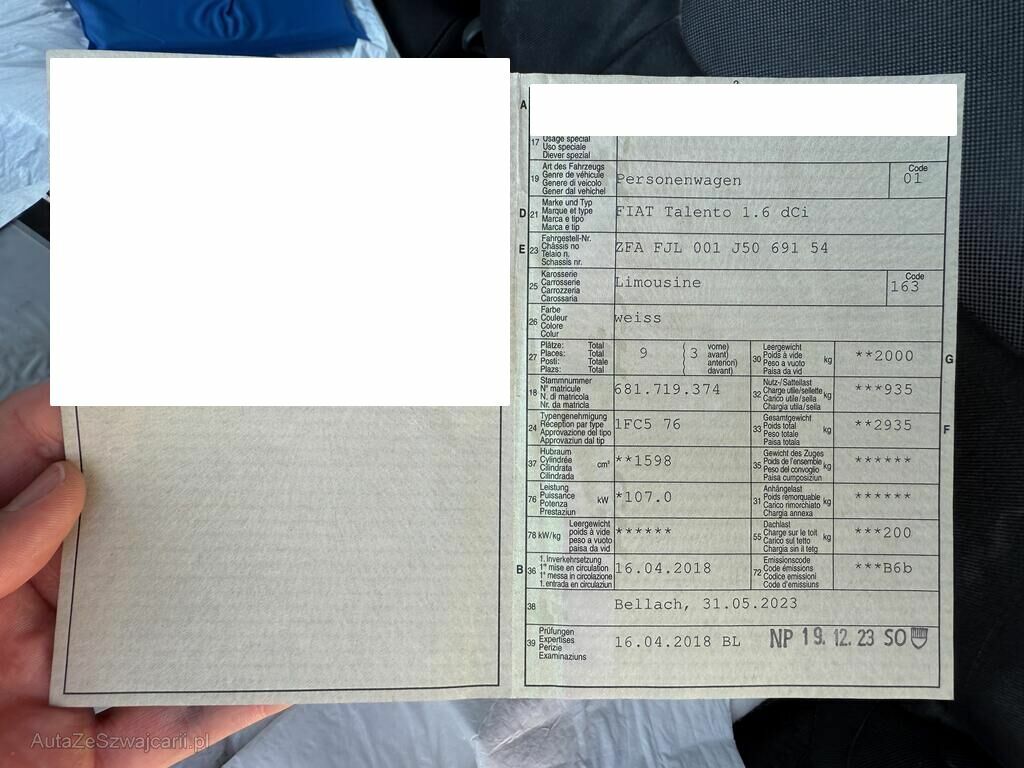 A
17 Usage spécial
Uso speciale
Diever spezial
19 Art des Fahrzeugs
Genre de véhicule
Genere di veicolo
Gener dal vehichel
Personenwagen
Code
01
D 21 Marke und Typ
Marque et type
Marca e tipo
Marca e tip
FIAT Talento 1.6 dCi
E 23 Fahrgestell-Nr.
Châssis no
Telaio n.
Schassis nr.
ZFA FJL 001 J50 691 54
25 Karosserie
Carrosserie
Carrozzeria
Carossaria
Limousine
Code
163
26 Farbe
Couleur
Colore
Colur
weiss
27 Plätze: Total
Places: Total
Posti: Totale
Plazs: Total
9 ( 3 vorne)
avant)
anteriori)
davant)
30 Leergewicht
Poids à vide
Peso a vuoto
Paisa da vid
kg
**2000
G
18 Stammnummer
N° matricule
N. di matricola
Nr. da matricla
681.719.374
32 Nutz-/Sattellast
Charge utile/sellette
Carico utile/sella
Chargia utila/sella
kg
***935
24 Typengenehmigung
Réception par type
Approvazione del tipo
Approvaziun dal tip
1FC5 76
33 Gesamtgewicht
Poids total
Peso totale
Paisa totala
kg
**2935
F
37 Hubraum
Cylindrée
Cilindrata
Cilindrada
cm³
**1598
35 Gewicht des Zuges
Poids de l'ensemble
Peso del convoglio
Paisa cumposiziun
kg
******
76 Leistung
Puissance
Potenza
Prestaziun
kW
*107.0
31 Anhängelast
Poids remorquable
Carico rimorchiato
Chargia annexa
kg
******
78 kW/kg Leergewicht
poids à vide
peso a vuoto
paisa da vid
******
55 Dachlast
Charge sur le toit
Carico sul tetto
Chargia sin il tetg
kg
***200
B 36 1. Inverkehrsetzung
1re mise en circulation
1a messa in circolazione
1. entrada en circulaziun
16.04.2018
72 Emissionscode
Code émissions
Codice emissioni
Code d'emissiuns
***B6b
38 Bellach, 31.05.2023
39 Prüfungen
Expertises
Perizie
Examinaziuns
16.04.2018 BL NP 19. 12. 23 SO
AutaZeSzwajcarii.pl